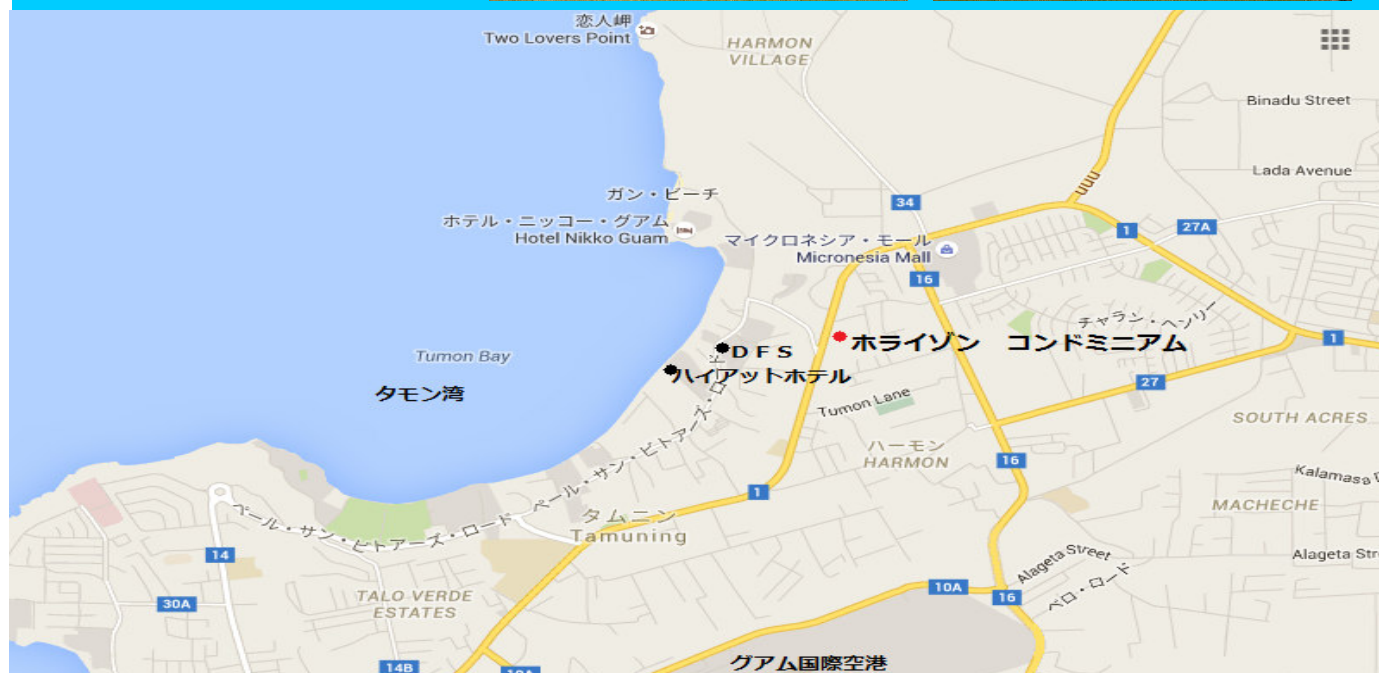 恋人岬
Two Lovers Point
HARMON
VILLAGE
Binadu Street
Lada Avenue
ガン・ビーチ
34
ホテル・ニッコー・グアム
Hotel Nikko Guam
1
27A
マイクロネシア・モール
Micronesia Mall
16
チャラン・ヘンリー
ホライゾン コンドミニアム
1
DFS
Tumon Bay
ハイアットホテル
タモン湾
27
Tumon Lane
SOUTH ACRES
ハーモン
HARMON
16
Kalamasa
1
MACHECHE
ペール・サン・ビトアーズ・ロード
ペール・サン・ビトアーズ・ロード
タムニン
Tamuning
14
Alageta Street
Alageta Str
ベロ・ロード
10A
16
TALO VERDE
ESTATES
30A
14B
10A
グアム国際空港